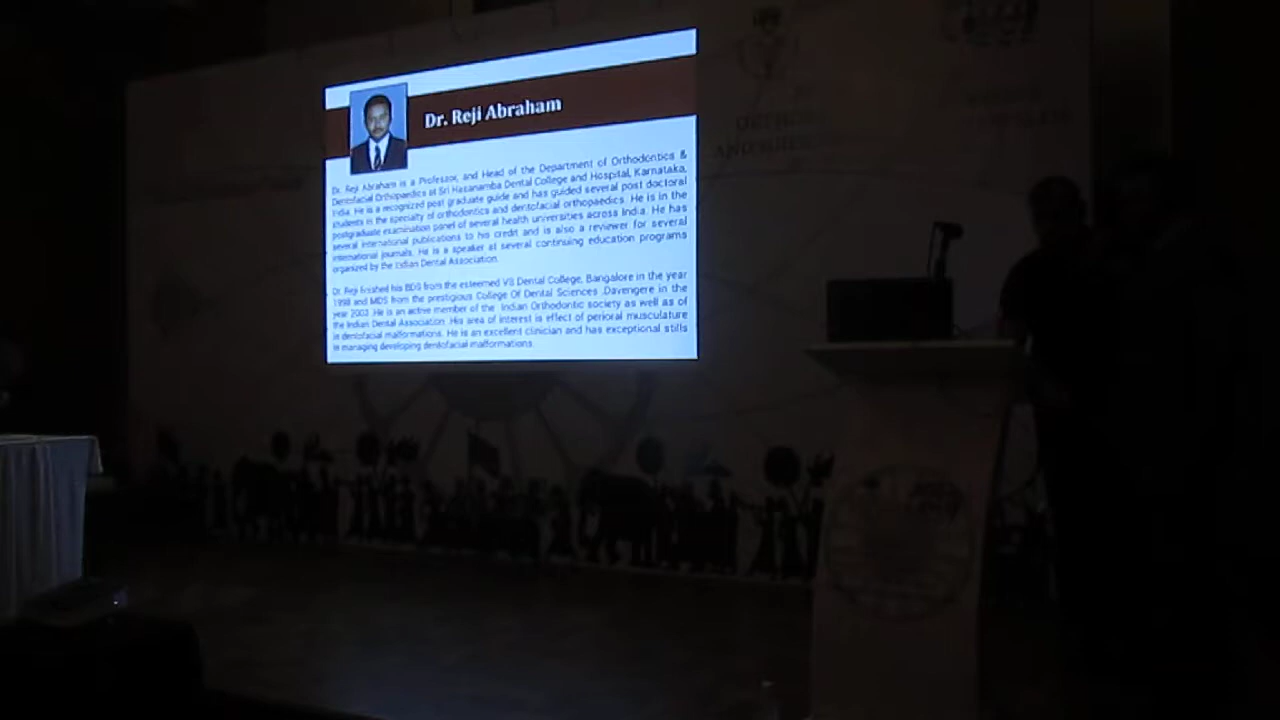 Dr. Reji Abraham
Dr. Reji Abraham is a Professor, and Head of the Department of Orthodontics &
Dentofacial Orthopaedics at Sri Hasanamba Dental College and Hospital, Karnataka,
India. He is a recognized post graduate guide and has guided several post doctoral
students in the specialty of orthodontics and dentofacial orthopaedics. He is in the
postgraduate examination panel of several health universities across India. He has
several international publications to his credit and is also a reviewer for several
international journals. He is a speaker at several continuing education programs
organized by the Indian Dental Association.
Dr. Reji finished his BDS from the esteemed VS Dental College, Bangalore in the year
1998 and MDS from the prestigious College Of Dental Sciences ,Davengere in the
year 2003 .He is an active member of the Indian Orthodontic society as well as of
the Indian Dental Association .His area of interest is effect of perioral musculature
in dentofacial malformations. He is an excellent clinician and has exceptional stills
in managing developing dentofacial malformations